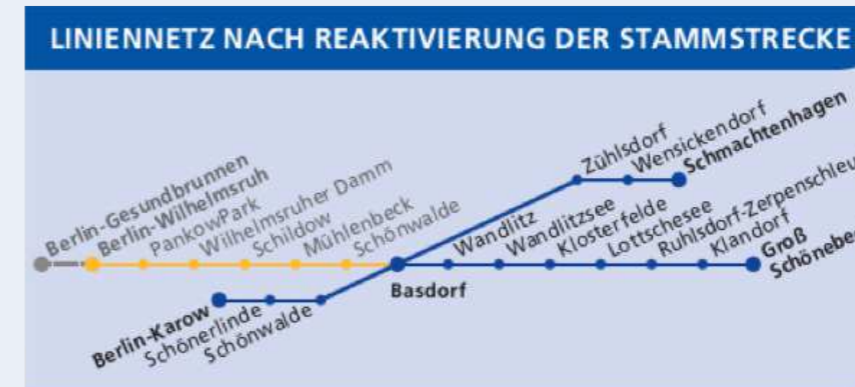 LINIENNETZ NACH REAKTIVIERUNG DER STAMMSTRECKE
Berlin-Gesundbrunnen
Berlin-Wilhelmsruh
PankowPark
Wilhelmsruher Damm
Schildow
Mühlenbeck
Schönwalde
Basdorf
Wandlitz
Wandlitzsee
Klosterfelde
Lottschesee
Ruhlsdorf-Zerpenschleu
Klandorf
Groß
Schönebe
Zühlsdorf
Wensickendorf
Schmachtenhagen
Berlin-Karow
Schönerlinde
Schönwalde